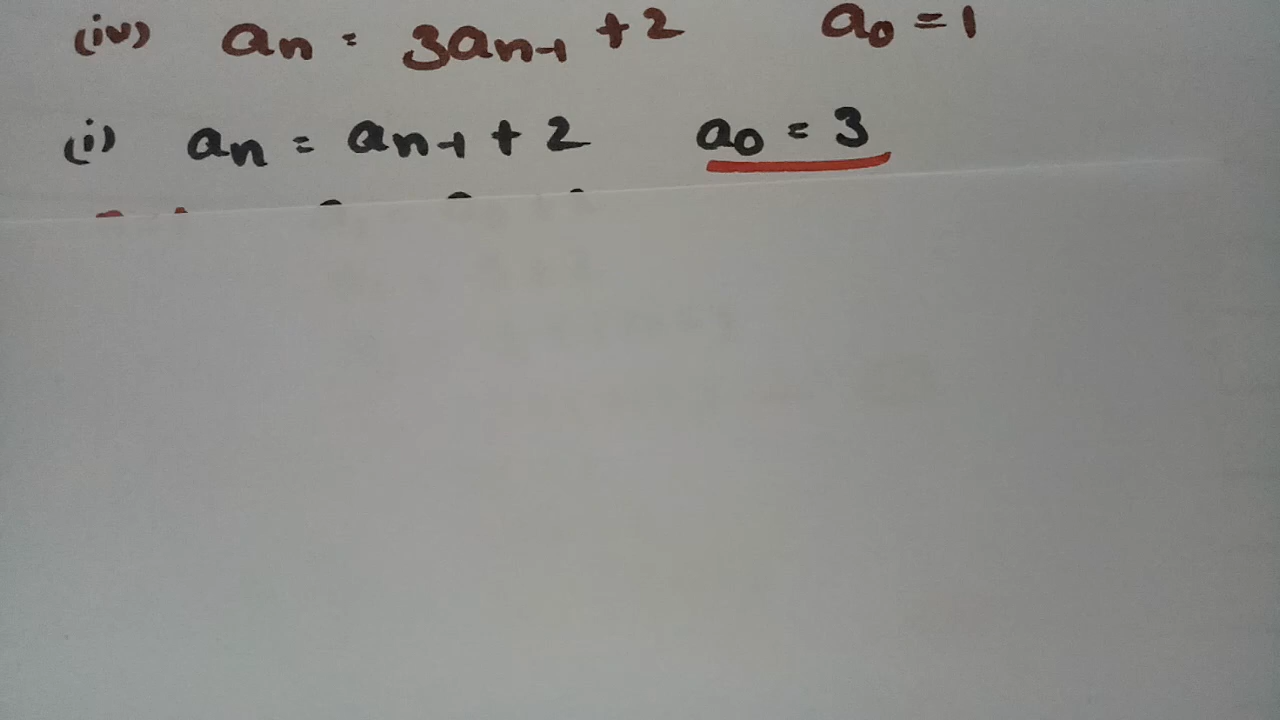 (iv) an = 3an-1 + 2 a0 = 1
(i) an = an-1 + 2 a0 = 3